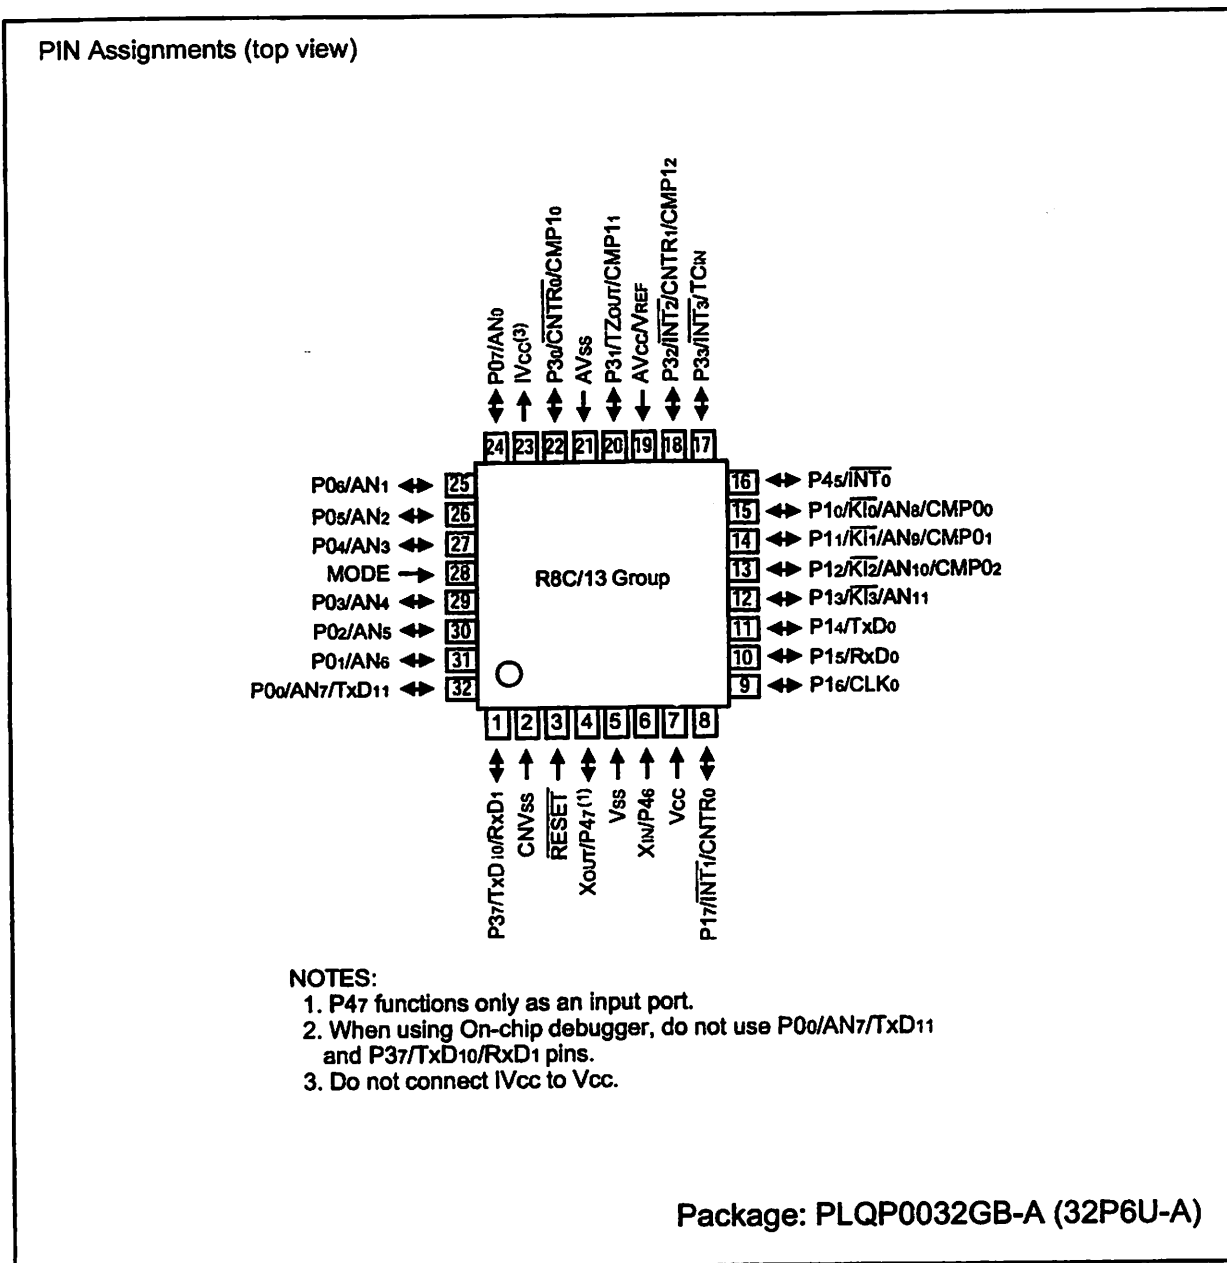 PIN Assignments (top view)
P07/AN0
IVcc(3)
P30/CNTR0/CMP10
AVss
P31/TZOUT/CMP11
AVcc/VREF
P32/INT2/CNTR1/CMP12
P33/INT3/TCIN
24 23 22 21 20 19 18 17
P06/AN1 25
P05/AN2 26
P04/AN3 27
MODE 28
P03/AN4 29
P02/AN5 30
P01/AN6 31
P00/AN7/TxD11 32
R8C/13 Group
16 P45/INT0
15 P10/KI0/AN8/CMP00
14 P11/KI1/AN9/CMP01
13 P12/KI2/AN10/CMP02
12 P13/KI3/AN11
11 P14/TxD0
10 P15/RxD0
9 P16/CLK0
1 2 3 4 5 6 7 8
P37/TxD10/RxD1
CNVss
RESET
XOUT/P47(1)
Vss
XIN/P46
Vcc
P17/INT1/CNTR0
NOTES:
1. P47 functions only as an input port.
2. When using On-chip debugger, do not use P00/AN7/TxD11
and P37/TxD10/RxD1 pins.
3. Do not connect IVcc to Vcc.
Package: PLQP0032GB-A (32P6U-A)